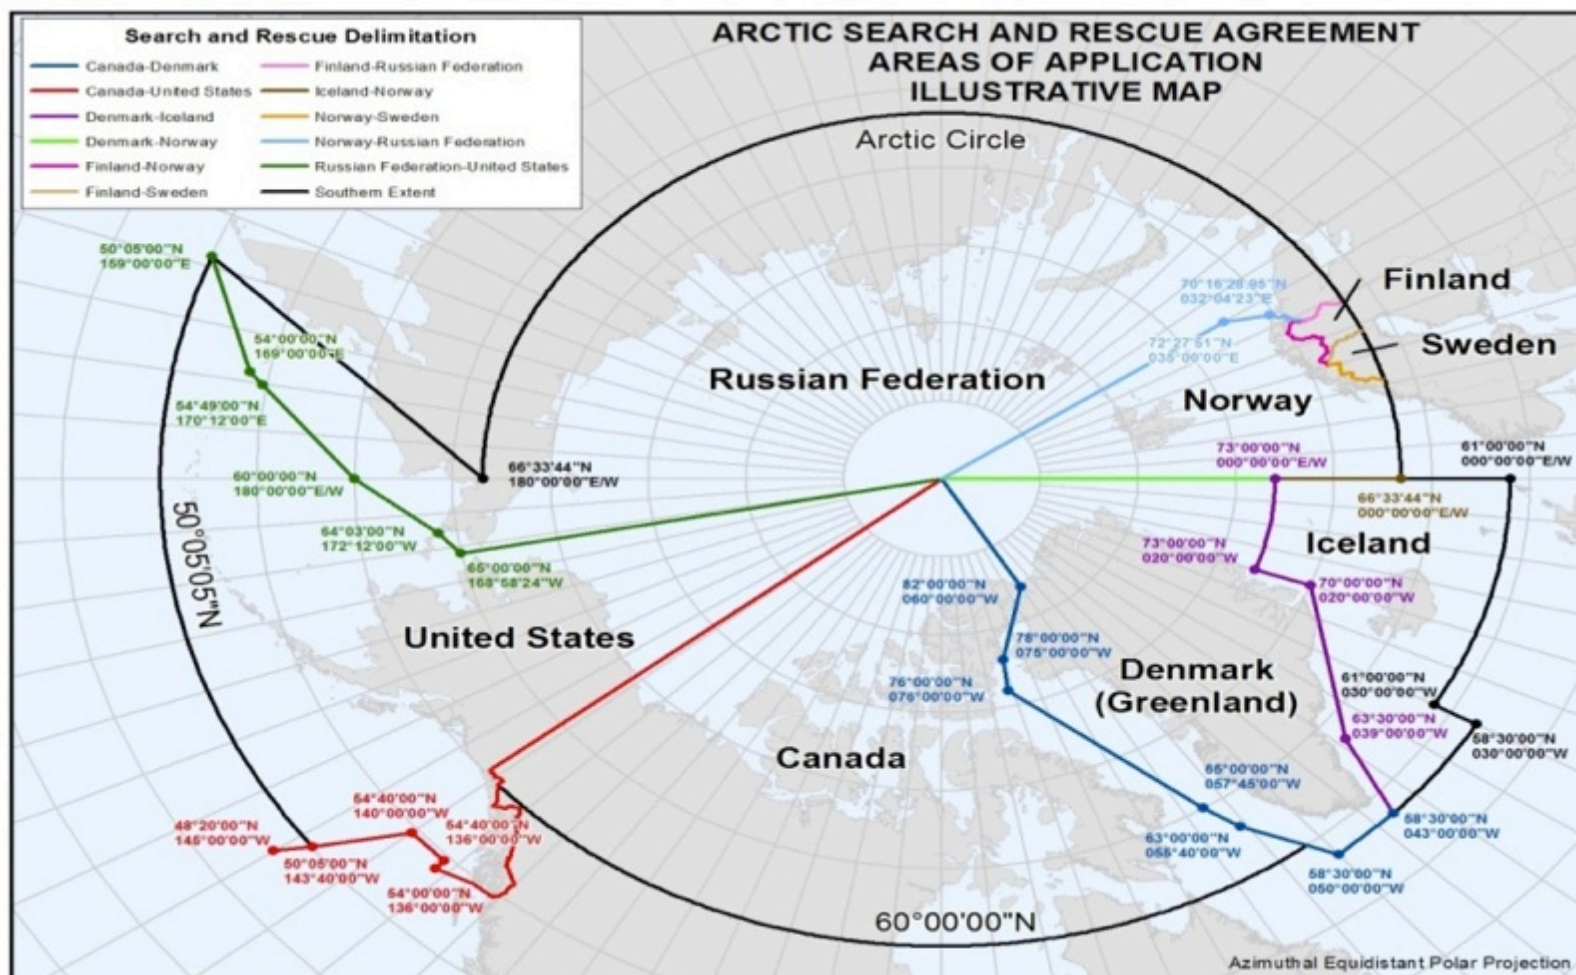 Search and Rescue Delimitation
Canada-Denmark
Canada-United States
Denmark-Iceland
Denmark-Norway
Finland-Norway
Finland-Sweden
Finland-Russian Federation
Iceland-Norway
Norway-Sweden
Norway-Russian Federation
Russian Federation-United States
Southern Extent
ARCTIC SEARCH AND RESCUE AGREEMENT
AREAS OF APPLICATION
ILLUSTRATIVE MAP
Arctic Circle
50°05'00"N
159°00'00"E
54°00'00"N
169°00'00"E
54°49'00"N
170°12'00"E
60°00'00"N
180°00'00"E/W
64°03'00"N
172°12'00"W
65°00'00"N
168°58'24"W
66°33'44"N
180°00'00"E/W
50°05'05"N
Russian Federation
70°16'28.95"N
032°04'23"E
72°27'51"N
035°00'00"E
Finland
Sweden
Norway
73°00'00"N
000°00'00"E/W
61°00'00"N
000°00'00"E/W
66°33'44"N
000°00'00"E/W
Iceland
73°00'00"N
020°00'00"W
70°00'00"N
020°00'00"W
82°00'00"N
060°00'00"W
78°00'00"N
075°00'00"W
76°00'00"N
076°00'00"W
United States
Denmark
(Greenland)
Canada
61°00'00"N
030°00'00"W
63°30'00"N
039°00'00"W
58°30'00"N
030°00'00"W
65°00'00"N
057°45'00"W
63°00'00"N
055°40'00"W
58°30'00"N
043°00'00"W
58°30'00"N
050°00'00"W
54°40'00"N
140°00'00"W
54°40'00"N
136°00'00"W
48°20'00"N
145°00'00"W
50°05'00"N
143°40'00"W
54°00'00"N
136°00'00"W
60°00'00"N
Azimuthal Equidistant Polar Projection